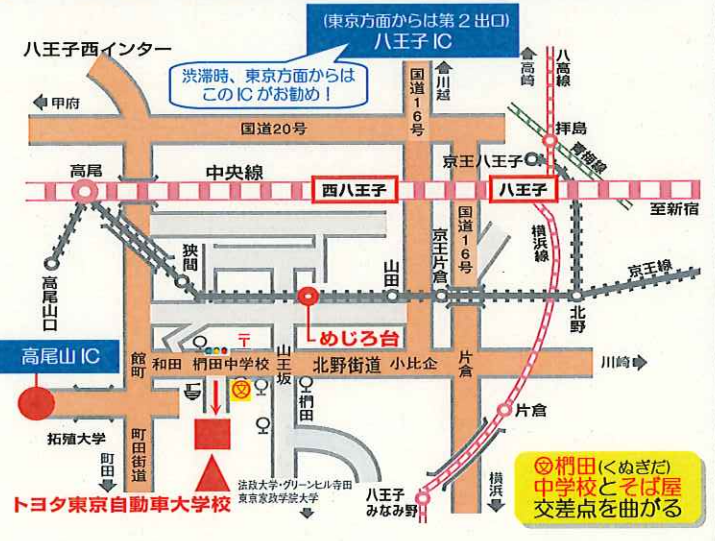 (東京方面からは第2出口)
八王子IC
八王子西インター
渋滞時、東京方面からは
このICがお勧め！
国道16号
川越
高崎
八高線
甲府
国道20号
拝島
京王八王子
青梅線
高尾
中央線
西八王子
八王子
至新宿
国道16号
横浜線
狭間
高尾山口
山田
京王片倉
京王線
北野
めじろ台
高尾山IC
館町
和田
椚田中学校
〒
山王坂
北野街道
小比企
片倉
川崎
文
椚田
片倉
拓殖大学
町田街道
町田
トヨタ東京自動車大学校
法政大学・グリーンヒル寺田
東京家政学院大学
八王子
みなみ野
横浜
文椚田(くぬぎだ)
中学校とそば屋
交差点を曲がる